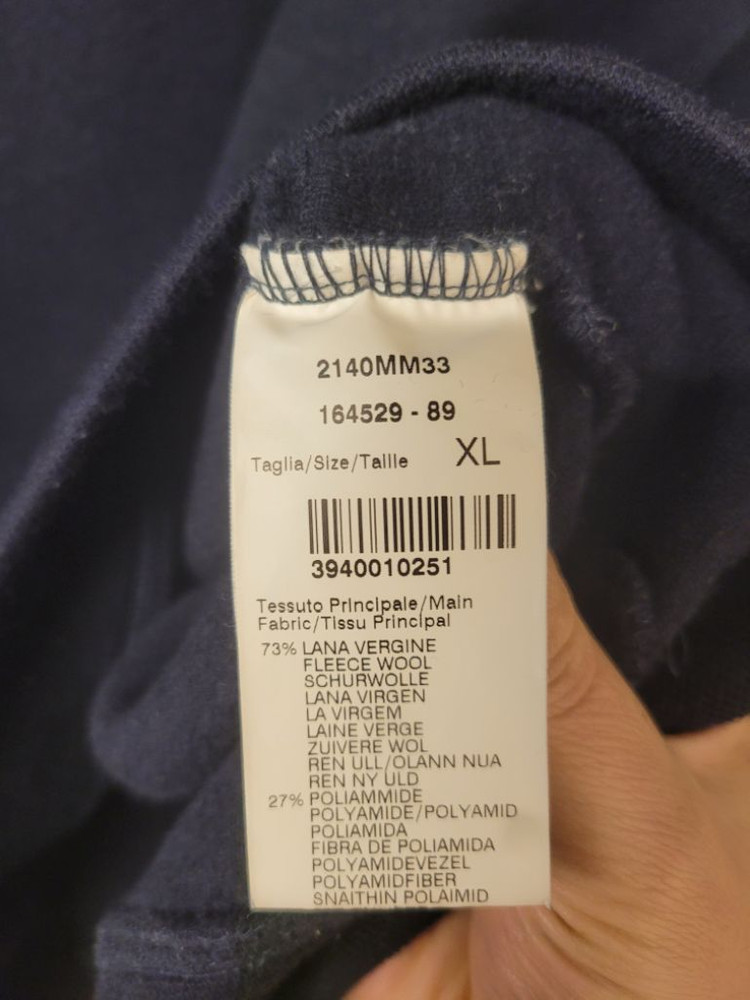 2140MM33
164529 - 89
Taglia/Size/Taille XL
3940010251
Tessuto Principale/Main
Fabric/Tissu Principal
73% LANA VERGINE
FLEECE WOOL
SCHURWOLLE
LANA VIRGEN
LA VIRGEM
LAINE VERGE
ZUIVERE WOL
REN ULL/OLANN NUA
REN NY ULD
27% POLIAMMIDE
POLYAMIDE/POLYAMID
POLIAMIDA
FIBRA DE POLIAMIDA
POLYAMIDEVEZEL
POLYAMIDFIBER
SNAITHIN POLAIMID